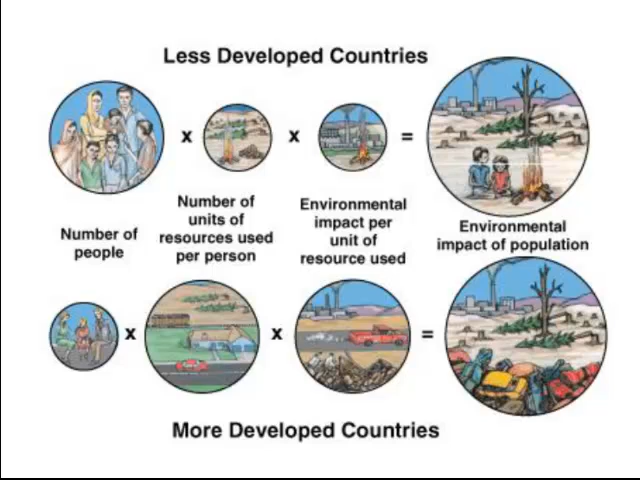 Less Developed Countries
x x =
Number of
people
Number of
units of
resources used
per person
Environmental
impact per
unit of
resource used
Environmental
impact of population
x x =
More Developed Countries